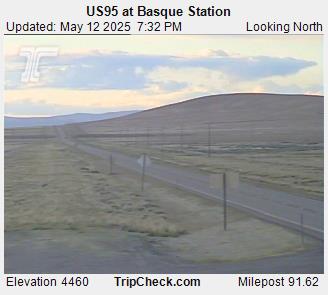 US95 at Basque Station
Updated: May 12 2025 7:32 PM Looking North
Elevation 4460 TripCheck.com Milepost 91.62